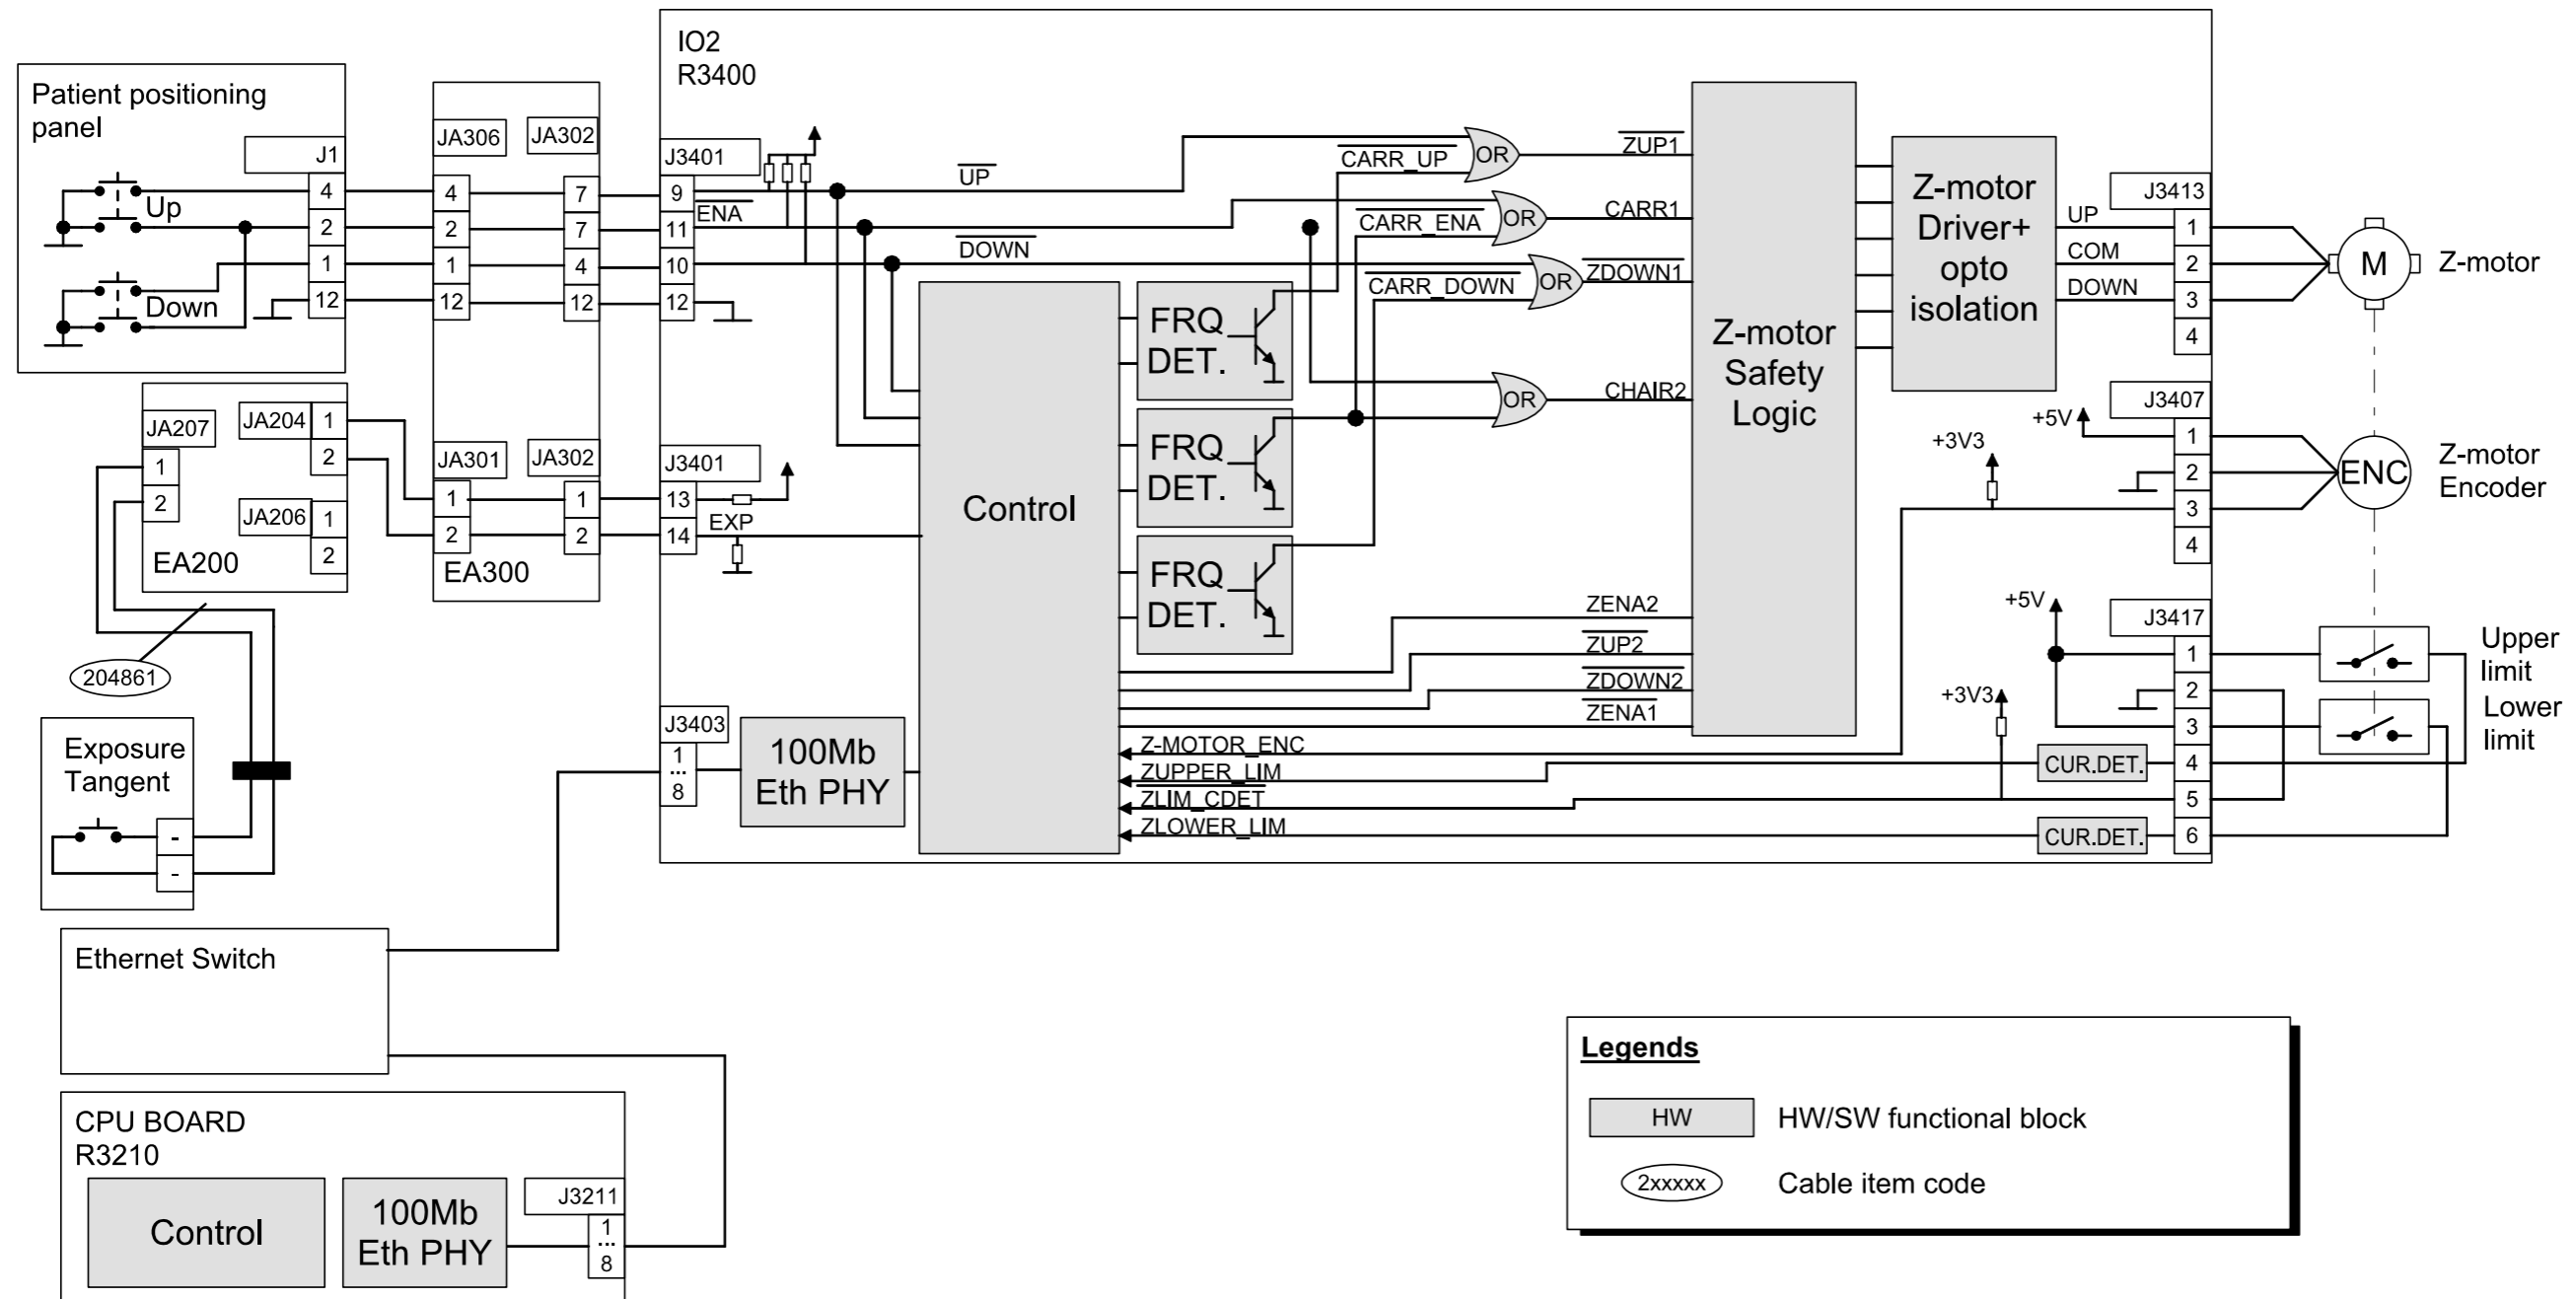 IO2
R3400
Patient positioning
panel
J1
4
2
1
12
Up
Down
JA306
JA302
4
2
1
12
7
7
4
12
J3401
9
11
10
12
UP
ENA
DOWN
CARR_UP
CARR_ENA
CARR_DOWN
OR
OR
OR
OR
ZUP1
CARR1
ZDOWN1
CHAIR2
Z-motor
Safety
Logic
Z-motor
Driver+
opto
isolation
UP
COM
DOWN
J3413
1
2
3
4
M
Z-motor
Control
FRQ
DET.
FRQ
DET.
FRQ
DET.
JA207
1
2
JA204
1
2
JA206
1
2
EA200
JA301
1
2
JA302
1
2
EA300
J3401
13
14
EXP
+5V
+3V3
J3407
1
2
3
4
ENC
Z-motor
Encoder
204861
Exposure
Tangent
-
-
ZENA2
ZUP2
ZDOWN2
ZENA1
Z-MOTOR_ENC
ZUPPER_LIM
ZLIM_CDET
ZLOWER_LIM
J3403
1
...
8
100Mb
Eth PHY
+5V
+3V3
CUR.DET.
CUR.DET.
J3417
1
2
3
4
5
6
Upper
limit
Lower
limit
Ethernet Switch
CPU BOARD
R3210
Control
100Mb
Eth PHY
J3211
1
...
8
Legends
HW
HW/SW functional block
2xxxxx
Cable item code